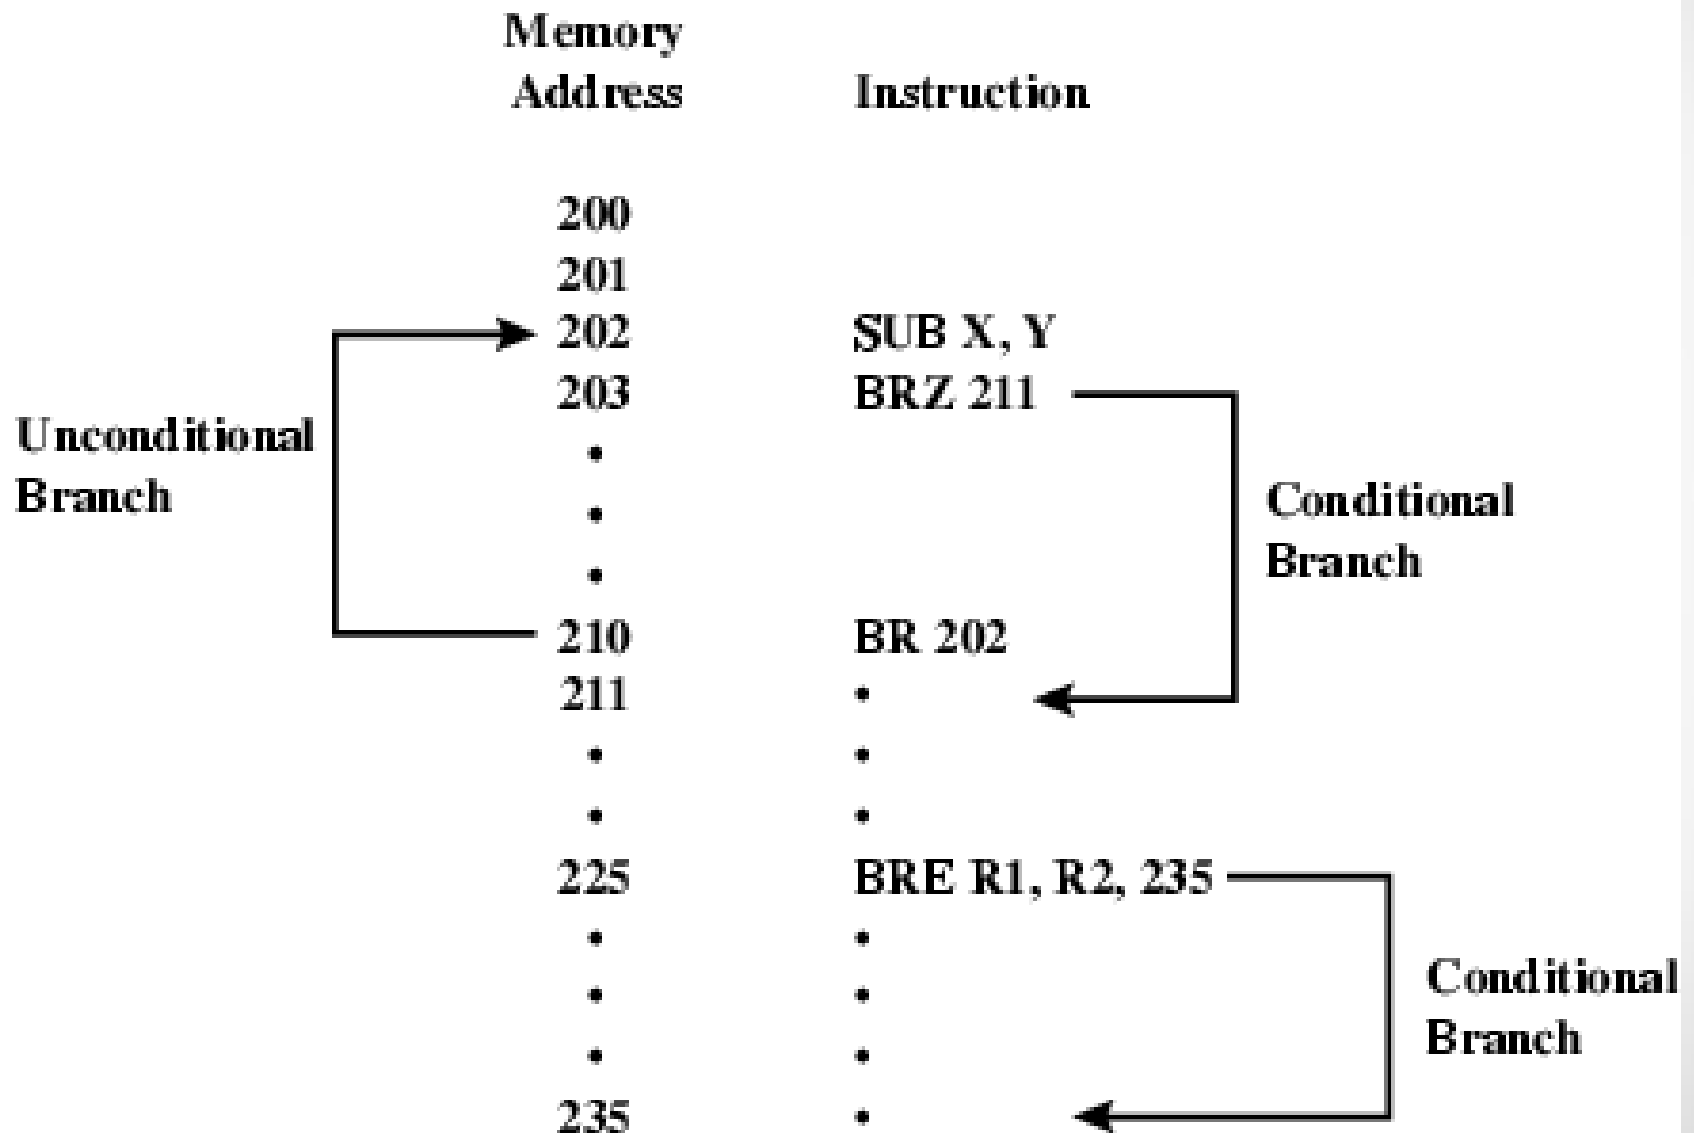 Memory
Address Instruction
200
201
202 SUB X, Y
203 BRZ 211
Unconditional
Branch
Conditional
Branch
210 BR 202
211
225 BRE R1, R2, 235
Conditional
Branch
235